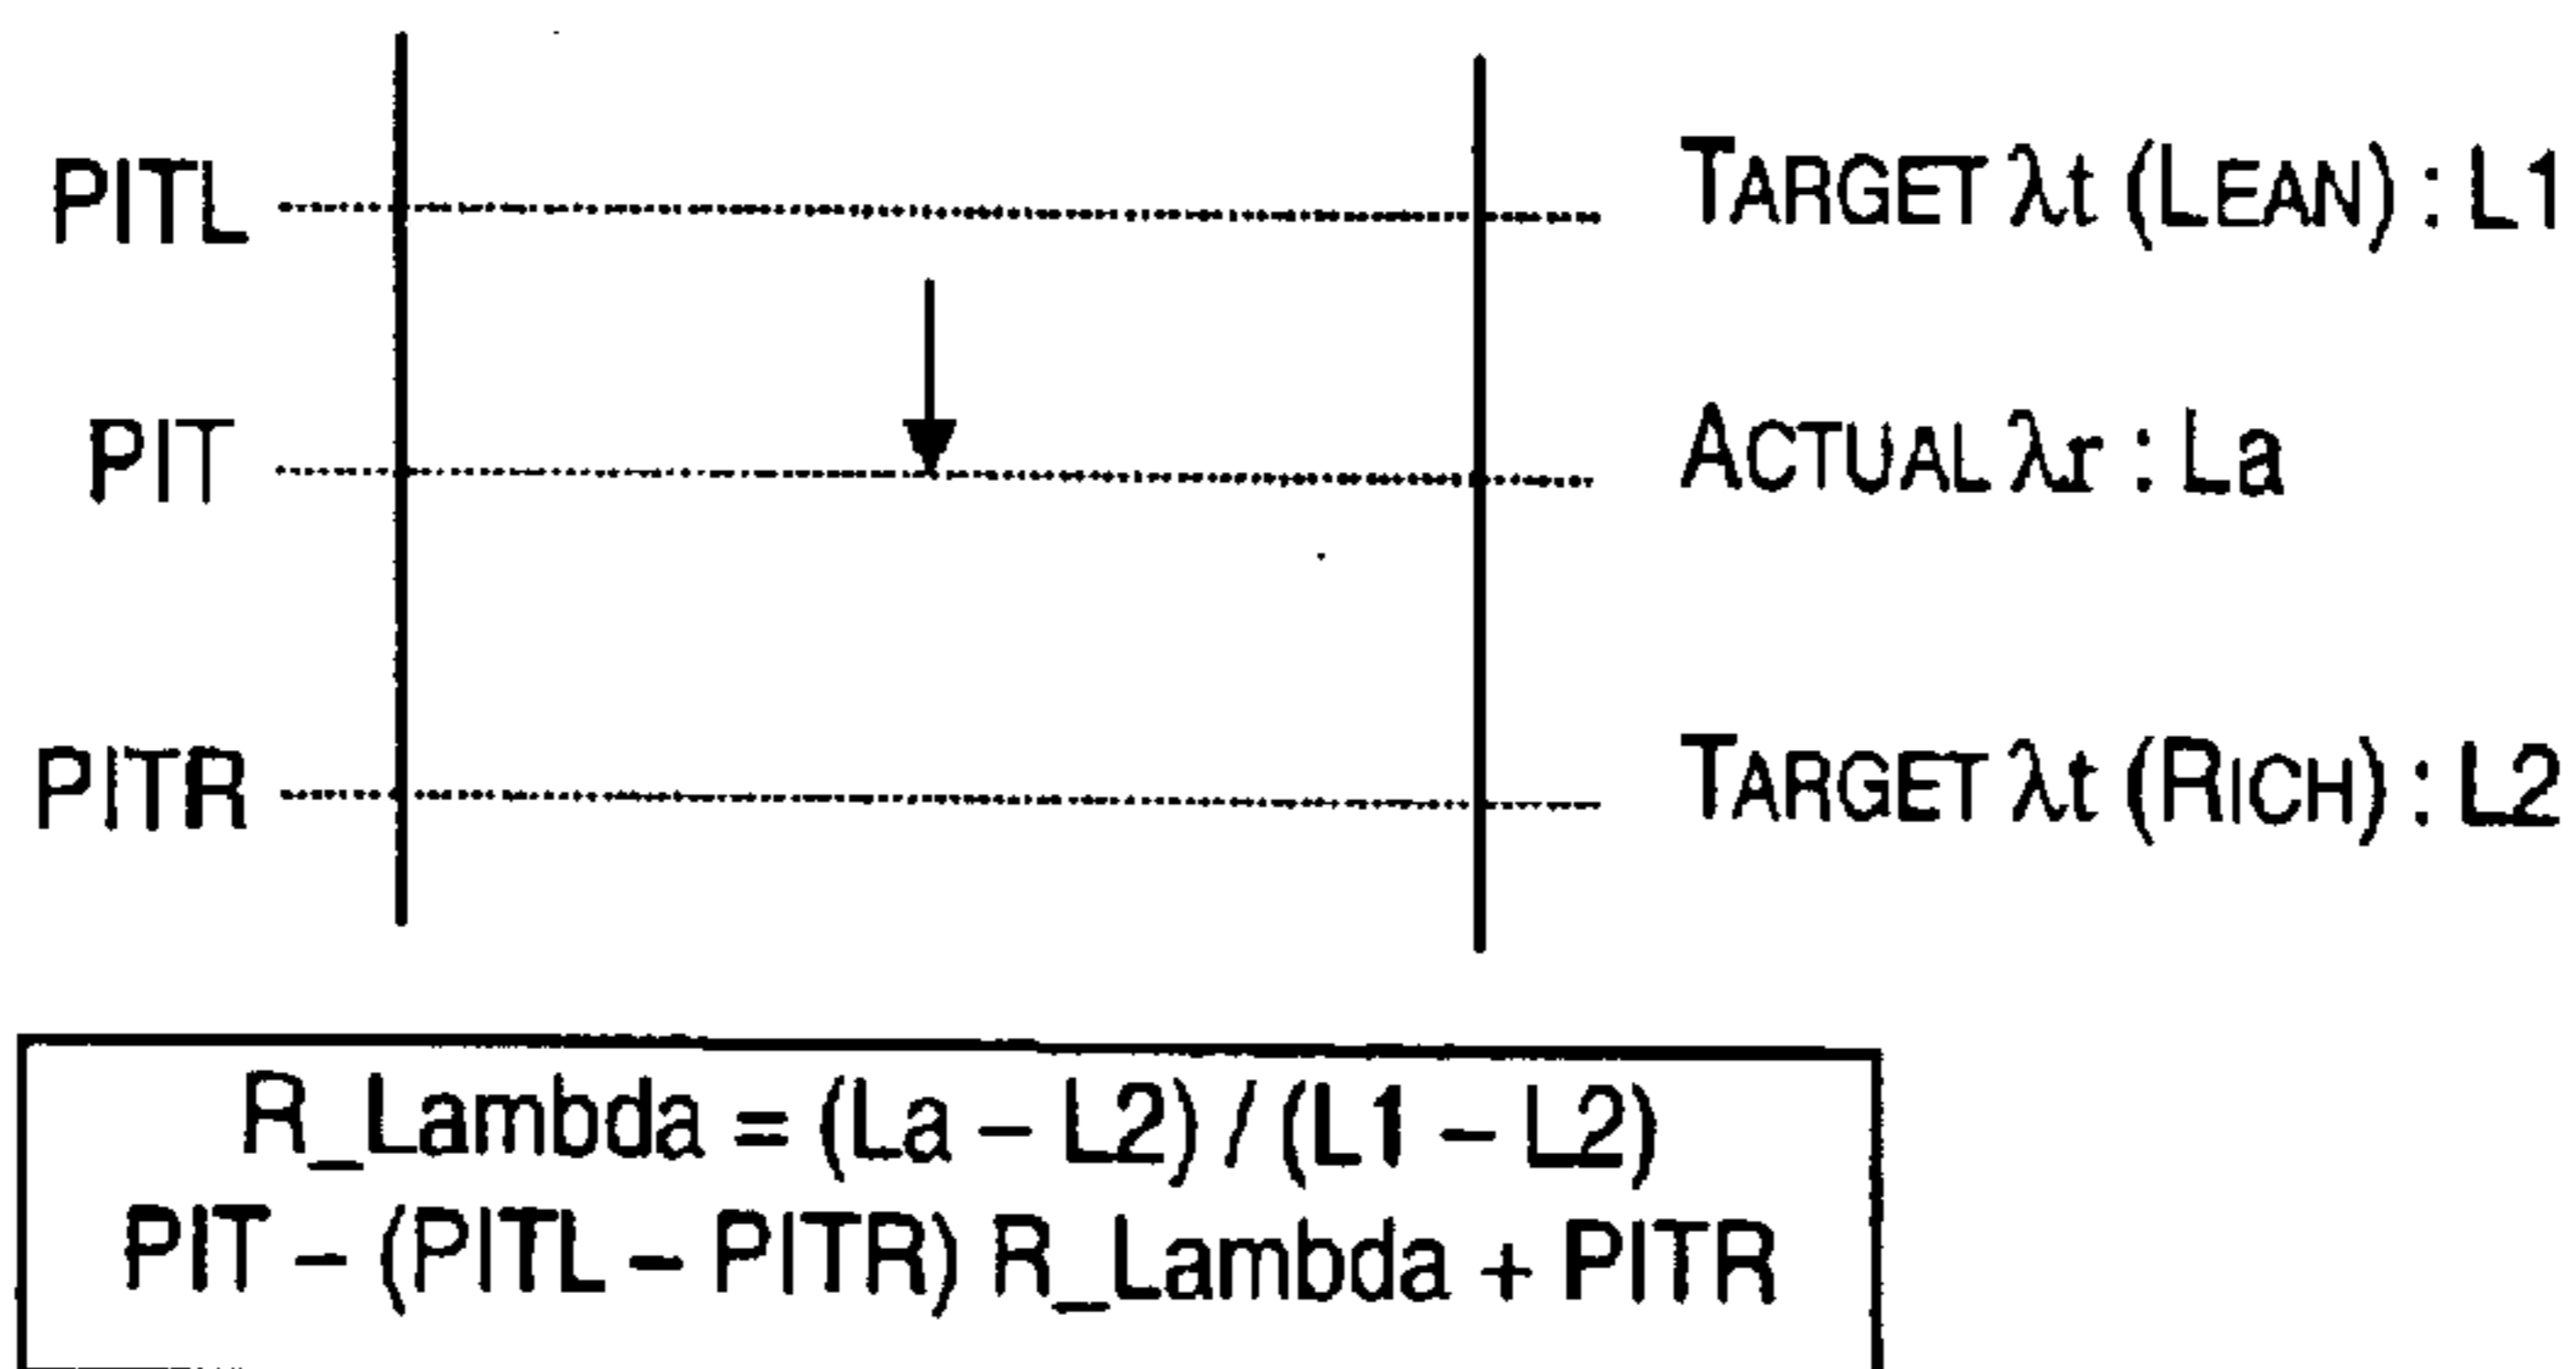 PITL TARGET λt (LEAN) : L1
PIT ACTUAL λr : La
PITR TARGET λt (RICH) : L2
R_Lambda = (La – L2) / (L1 – L2)
PIT – (PITL – PITR) R_Lambda + PITR